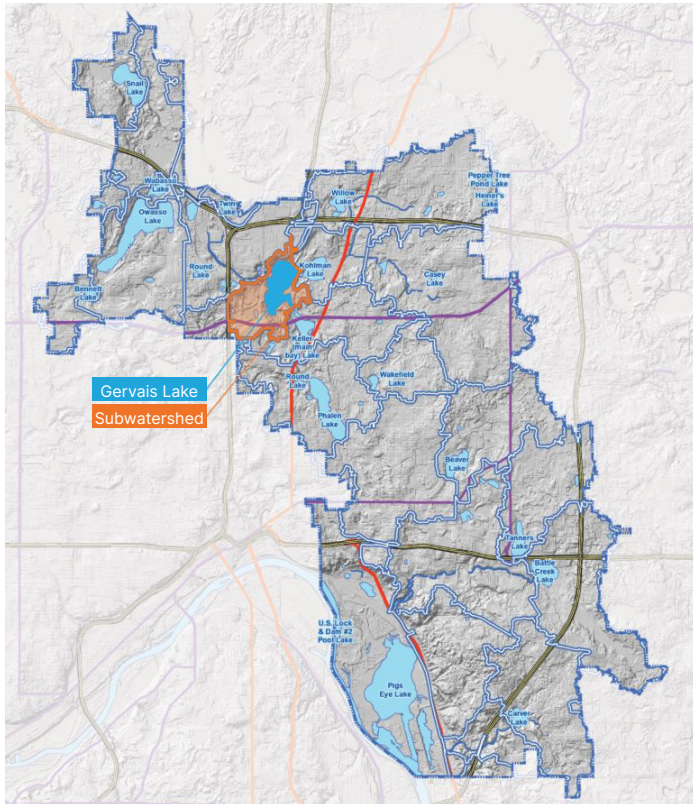 Snail
Lake
Wabasso
Lake
Owasso
Lake
Twin
Lake
Willow
Lake
Pepper Tree
Pond Lake
Heiner's
Lake
Bennett
Lake
Round
Lake
Kohlman
Lake
Casey
Lake
Keller
(main
bay) Lake
Gervais Lake
Subwatershed
Round
Lake
Wakefield
Lake
Phalen
Lake
Beaver
Lake
Tanners
Lake
Battle
Creek
Lake
U.S. Lock
& Dam #2
Pool Lake
Pigs
Eye Lake
Carver
Lake